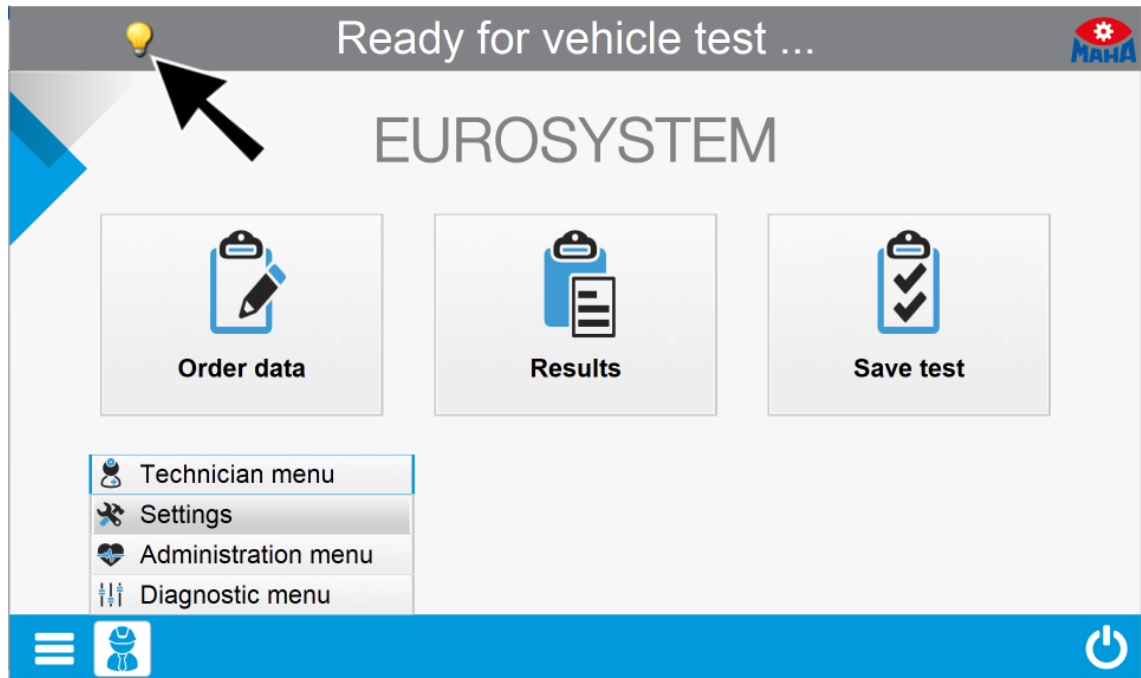 Ready for vehicle test ...
MAHA
EUROSYSTEM
Order data
Results
Save test
Technician menu
Settings
Administration menu
Diagnostic menu